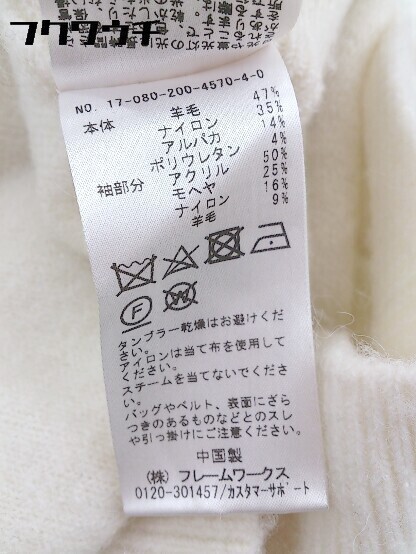 フクウウチ
NO. 17-080-200-4570-4-0
本体 羊毛 47%
ナイロン 35%
アルパカ 14%
ポリウレタン 4%
袖部分 アクリル 50%
モヘヤ 25%
ナイロン 16%
羊毛 9%
F
W
タンブラー乾燥はお避けくだ
さい。
アイロンは当て布を使用して
ください。
スチームを当てないでくださ
い。
バッグやベルト、表面にざら
つきのあるものなどとのスレ
や引っ掛けにご注意ください。
中国製
(株) フレームワークス
0120-301457/カスタマーサポート